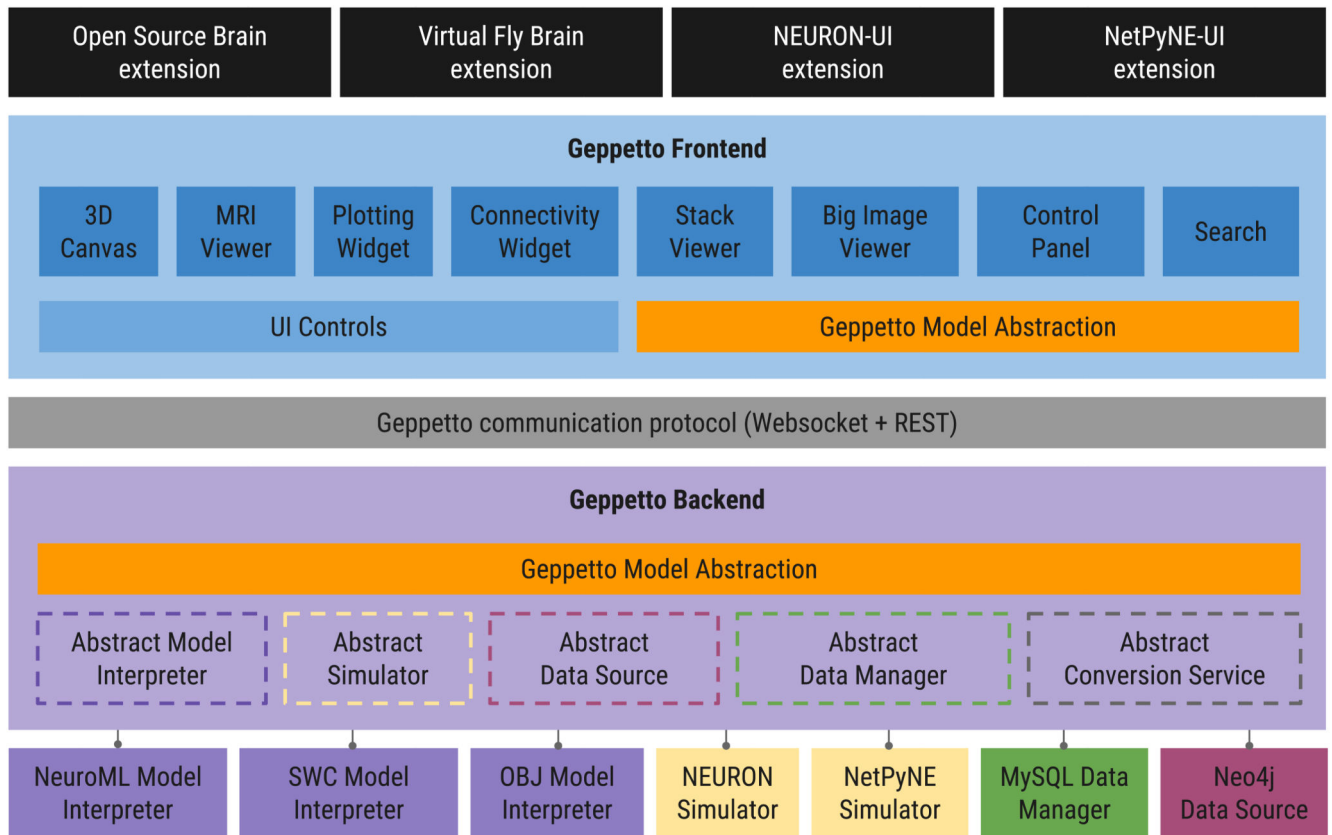 Open Source Brain
extension
Virtual Fly Brain
extension
NEURON-UI
extension
NetPyNE-UI
extension
Geppetto Frontend
3D
Canvas
MRI
Viewer
Plotting
Widget
Connectivity
Widget
Stack
Viewer
Big Image
Viewer
Control
Panel
Search
UI Controls
Geppetto Model Abstraction
Geppetto communication protocol (Websocket + REST)
Geppetto Backend
Geppetto Model Abstraction
Abstract Model
Interpreter
Abstract
Simulator
Abstract
Data Source
Abstract
Data Manager
Abstract
Conversion Service
NeuroML Model
Interpreter
SWC Model
Interpreter
OBJ Model
Interpreter
NEURON
Simulator
NetPyNE
Simulator
MySQL Data
Manager
Neo4j
Data Source